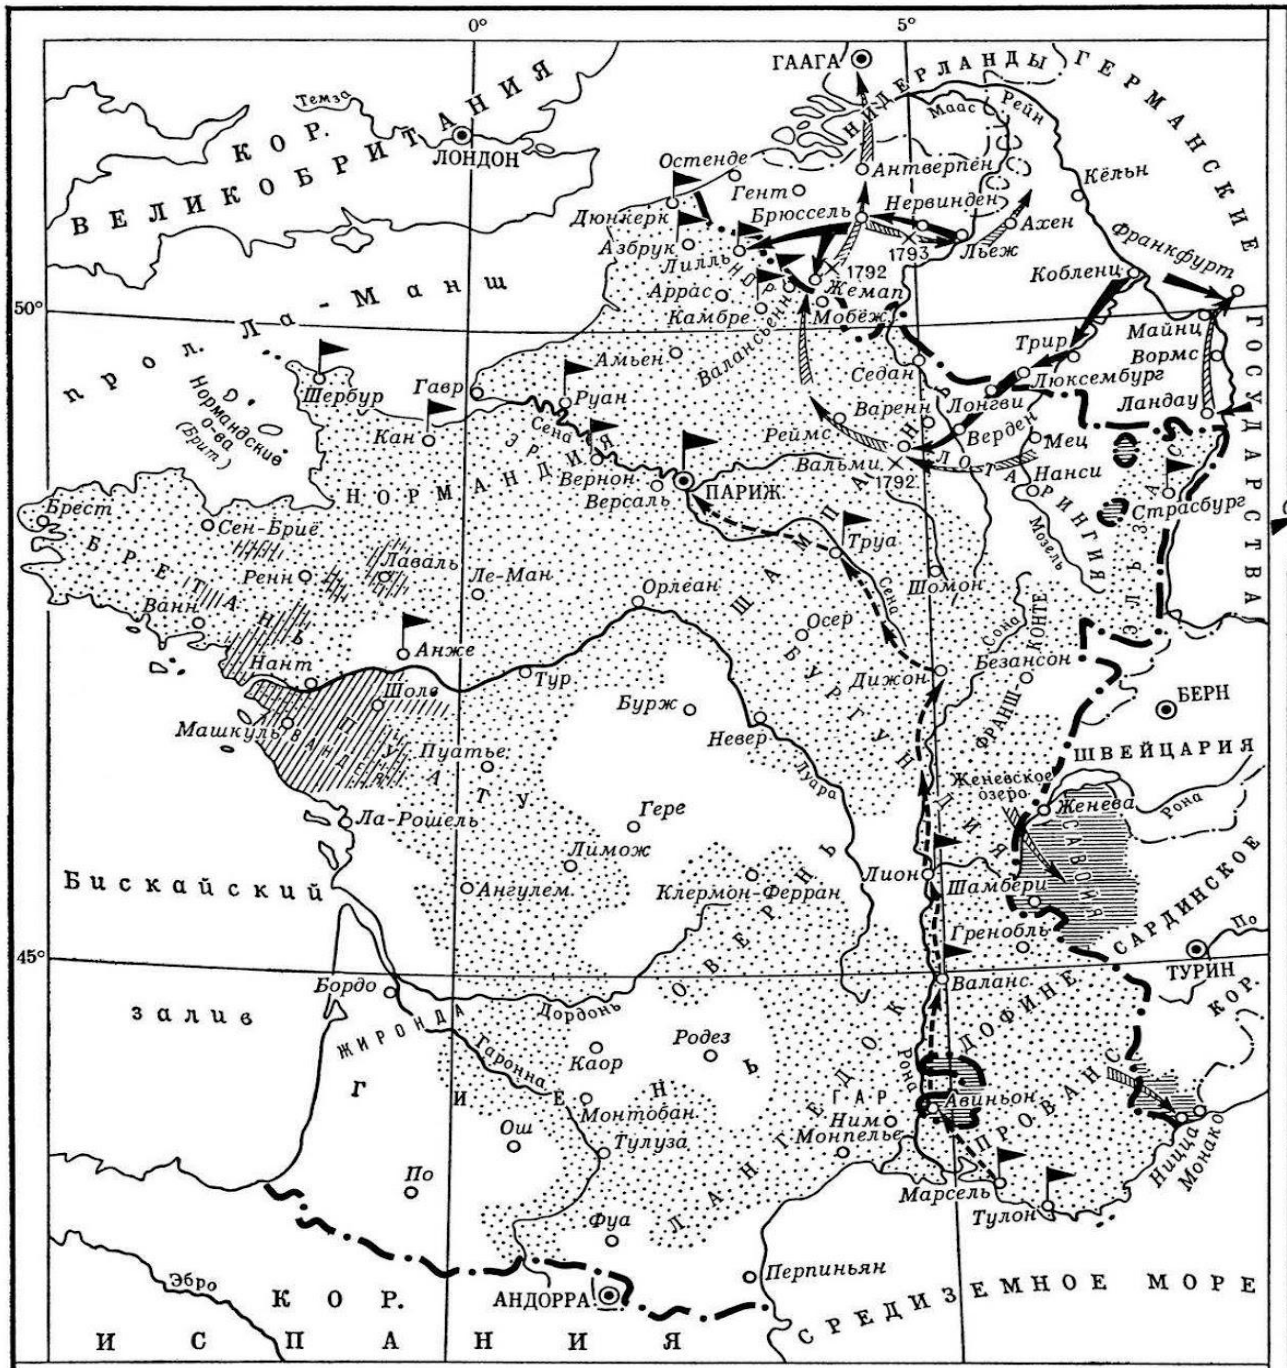 0°
5°
ГААГА
НИДЕРЛАНДЫ
ГЕРМАНСКИЕ
ГОСУДАРСТВА
Темза
КОР.
ВЕЛИКОБРИТАНИЯ
ЛОНДОН
Маас
Рейн
Остенде
Антверпен
Гент
Кёльн
Дюнкерк
Брюссель
Нервинден
Азбрук
Ахен
Франкфурт
Лилль
1793
Льеж
1792
Кобленц
НОР
Аррас
Жемап
Камбре
Мобёж
Майнц
Валансьенн
50°
прол. Ла-Манш
Трир
Вормс
Амьен
Седан
Люксембург
Нормандские
о-ва
(Брит.)
Шербур
Гавр
Руан
Варенн
Лонгви
Ландау
Кан
Сена
Реймс
Верден
Мец
Вальми
1792
ЛОТАРИНГИЯ
ЭР
Вернон
Нанси
НОРМАНДИЯ
Версаль
ПАРИЖ
Страсбург
ЭЛЬЗАС
Брест
Сен-Бриё
ШАМПАНЬ
Труа
Мозель
БРЕТАНЬ
Ренн
Лаваль
Ле-Ман
Орлеан
Шомон
Ванн
Сена
Осер
Сона
ФРАНШ КОНТЕ
Нант
Анже
Безансон
Тур
Дижон
БЕРН
Шоле
Бурж
БУРГУНДИЯ
Машкуль
ВАНДЕЯ
ПУАТУ
Пуатье
Невер
ШВЕЙЦАРИЯ
Луара
Женевское
озеро
Женева
Рона
Ла-Рошель
Гере
САВОЙЯ
Лимож
Бискайский
Ангулем
Клермон-Ферран
Лион
Шамбери
ОВЕРНЬ
Гренобль
САРДИНСКОЕ
По
45°
ТУРИН
Бордо
Валанс
КОР.
залив
Дордонь
ЖИРОНДА
Родез
ДОФИНЕ
Каор
Гаронна
Рона
ГИЕНЬ
ГАР
Авиньон
Монтобан
Ним
ПРОВАНС
Ош
Тулуза
Монпелье
Ницца
Монако
ЛАНГЕДОК
По
Марсель
Тулон
Фуа
Эбро
Перпиньян
КОР.
АНДОРРА
СРЕДИЗЕМНОЕ МОРЕ
ИСПАНИЯ